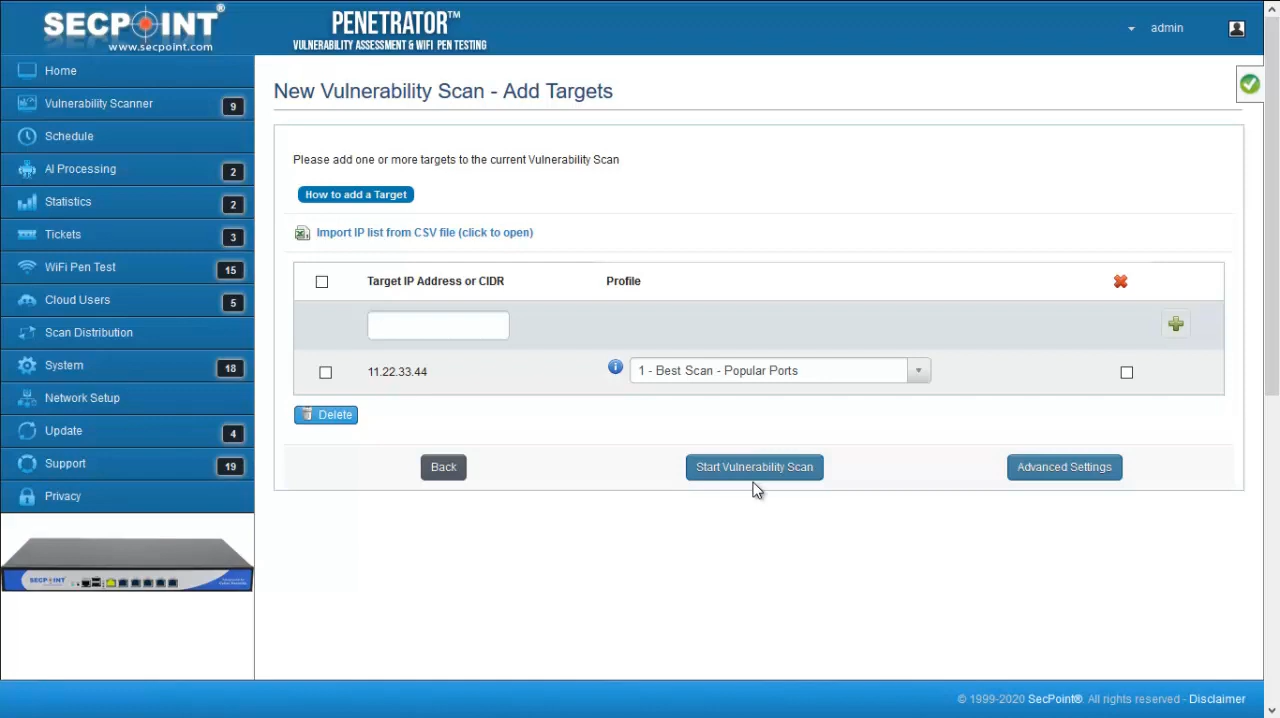 SECPOINT®
www.secpoint.com
PENETRATOR™
VULNERABILITY ASSESSMENT & WIFI PEN TESTING
admin
Home
Vulnerability Scanner 9
Schedule
AI Processing 2
Statistics 2
Tickets 3
WiFi Pen Test 15
Cloud Users 5
Scan Distribution
System 18
Network Setup
Update 4
Support 19
Privacy
New Vulnerability Scan - Add Targets
Please add one or more targets to the current Vulnerability Scan
How to add a Target
Import IP list from CSV file (click to open)
Target IP Address or CIDR Profile
11.22.33.44 1 - Best Scan - Popular Ports
Delete
Back Start Vulnerability Scan Advanced Settings
SECPOINT
© 1999-2020 SecPoint® All rights reserved - Disclaimer